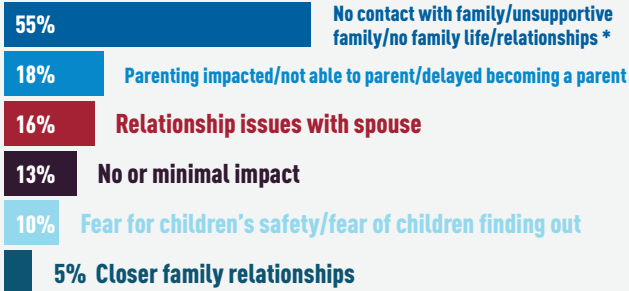 55%
No contact with family/unsupportive
family/no family life/relationships *
18% Parenting impacted/not able to parent/delayed becoming a parent
16% Relationship issues with spouse
13% No or minimal impact
10% Fear for children's safety/fear of children finding out
5% Closer family relationships